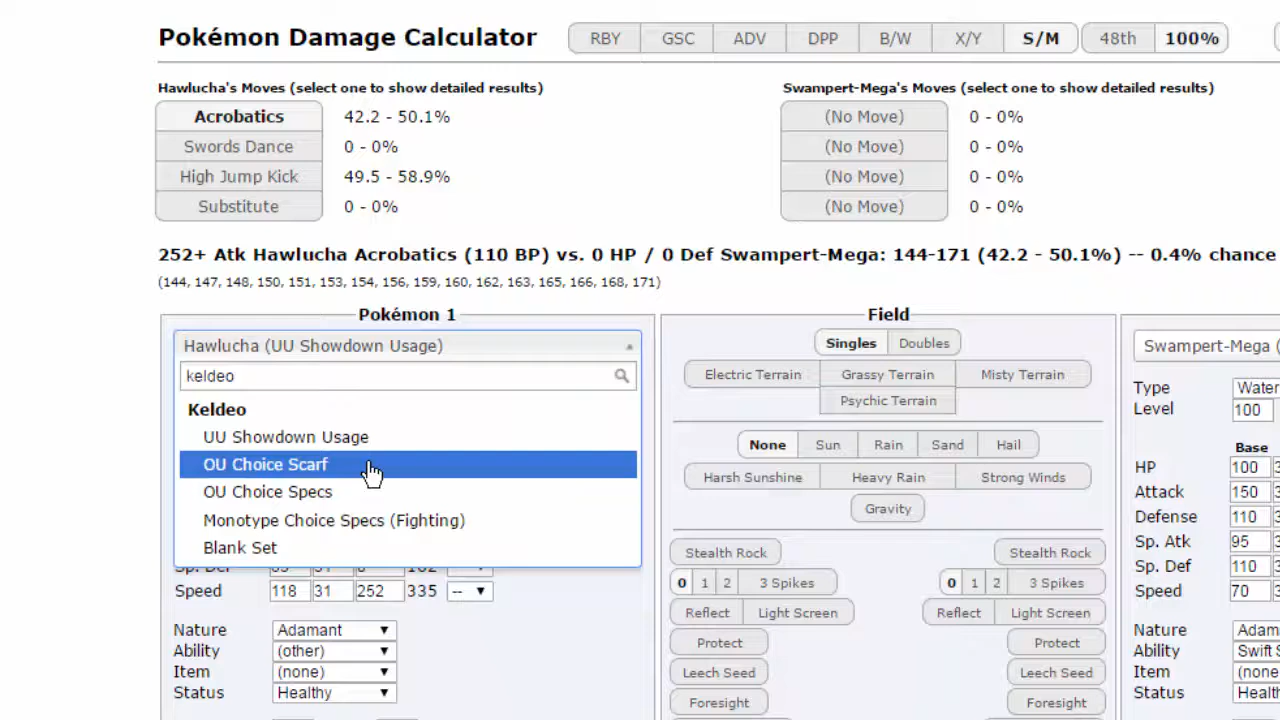 Pokémon Damage Calculator RBY GSC ADV DPP B/W X/Y S/M 48th 100%
Hawlucha's Moves (select one to show detailed results) Swampert-Mega's Moves (select one to show detailed results)
Acrobatics 42.2 - 50.1% (No Move) 0 - 0%
Swords Dance 0 - 0% (No Move) 0 - 0%
High Jump Kick 49.5 - 58.9% (No Move) 0 - 0%
Substitute 0 - 0% (No Move) 0 - 0%
252+ Atk Hawlucha Acrobatics (110 BP) vs. 0 HP / 0 Def Swampert-Mega: 144-171 (42.2 - 50.1%) -- 0.4% chance
(144, 147, 148, 150, 151, 153, 154, 156, 159, 160, 162, 163, 165, 166, 168, 171)
Pokémon 1
Hawlucha (UU Showdown Usage)
keldeo
Keldeo
UU Showdown Usage
OU Choice Scarf
OU Choice Specs
Monotype Choice Specs (Fighting)
Blank Set
Sp. Def
Speed 118 31 252 335 --
Nature Adamant
Ability (other)
Item (none)
Status Healthy
Field
Singles Doubles
Electric Terrain Grassy Terrain Misty Terrain
Psychic Terrain
None Sun Rain Sand Hail
Harsh Sunshine Heavy Rain Strong Winds
Gravity
Stealth Rock Stealth Rock
0 1 2 3 Spikes 0 1 2 3 Spikes
Reflect Light Screen Reflect Light Screen
Protect Protect
Leech Seed Leech Seed
Foresight Foresight
Swampert-Mega (
Type Water
Level 100
Base
HP 100 3
Attack 150 3
Defense 110 3
Sp. Atk 95 3
Sp. Def 110 3
Speed 70 3
Nature Adam
Ability Swift S
Item (none
Status Health